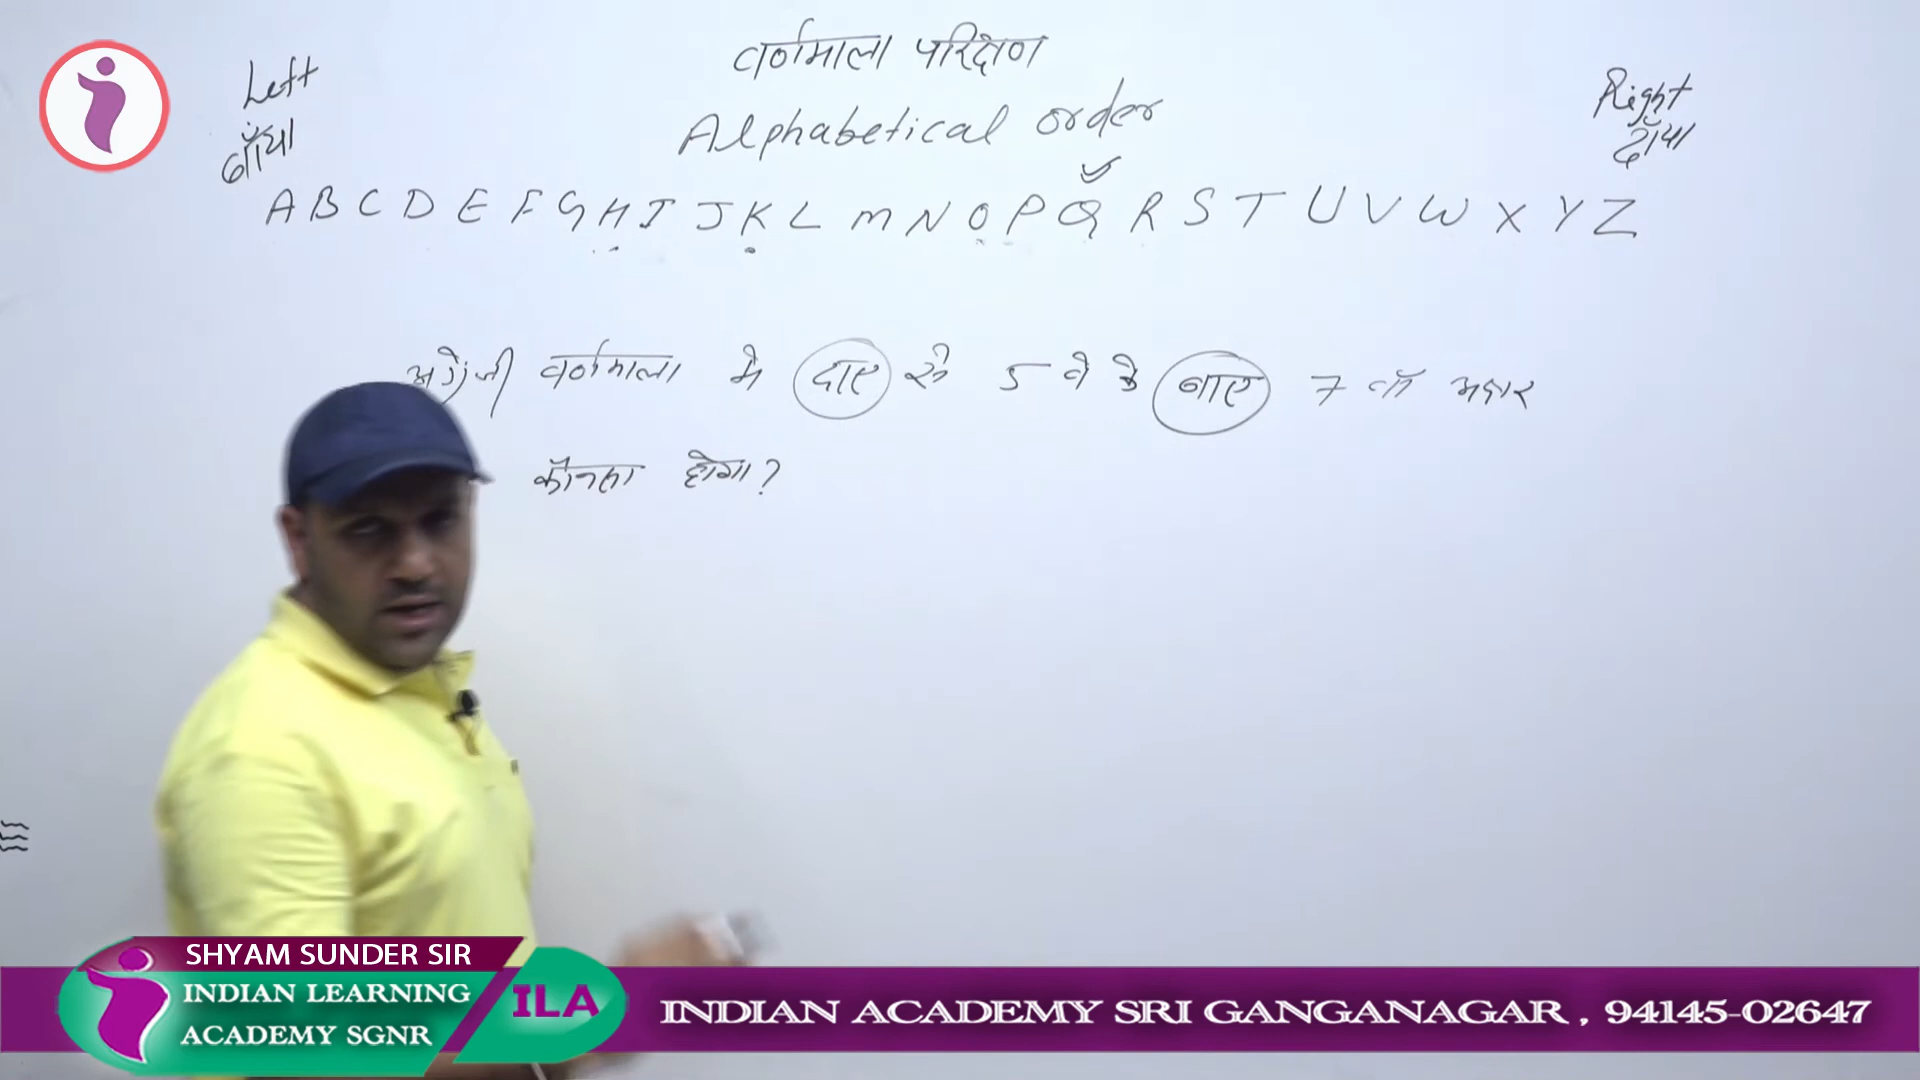 वर्णमाला परिक्षण
Alphabetical order
Left
बाँया
Right
दाँया
A B C D E F G H I J K L M N O P Q R S T U V W X Y Z
अग्रेजी वर्णमाला मे दाए से 5 वे के बाए 7 वाँ अक्षर
कौनसा होगा?
SHYAM SUNDER SIR
INDIAN LEARNING
ACADEMY SGNR
ILA
INDIAN ACADEMY SRI GANGANAGAR , 94145-02647